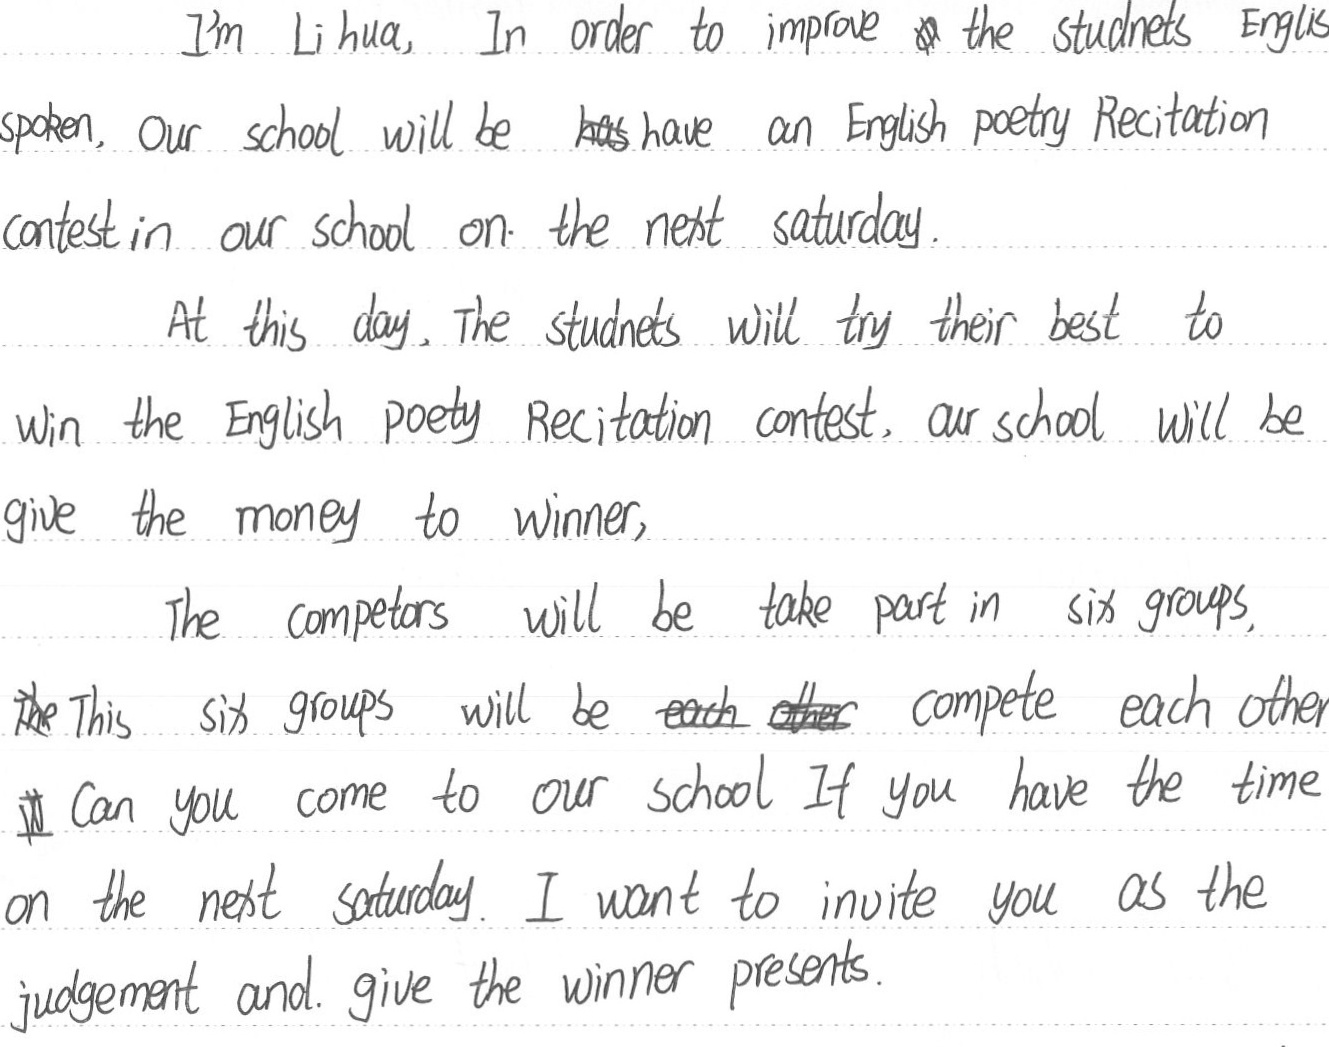 I'm Li hua, In order to improve the studnets Englis
spoken, Our school will be have an English poetry Recitation
contest in our school on the next saturday.
At this day, The studnets will try their best to
win the English poety Recitation contest, our school will be
give the money to winner,
The competors will be take part in six groups,
This six groups will be compete each other
Can you come to our school If you have the time
on the next saturday. I want to invite you as the
judgement and. give the winner presents.